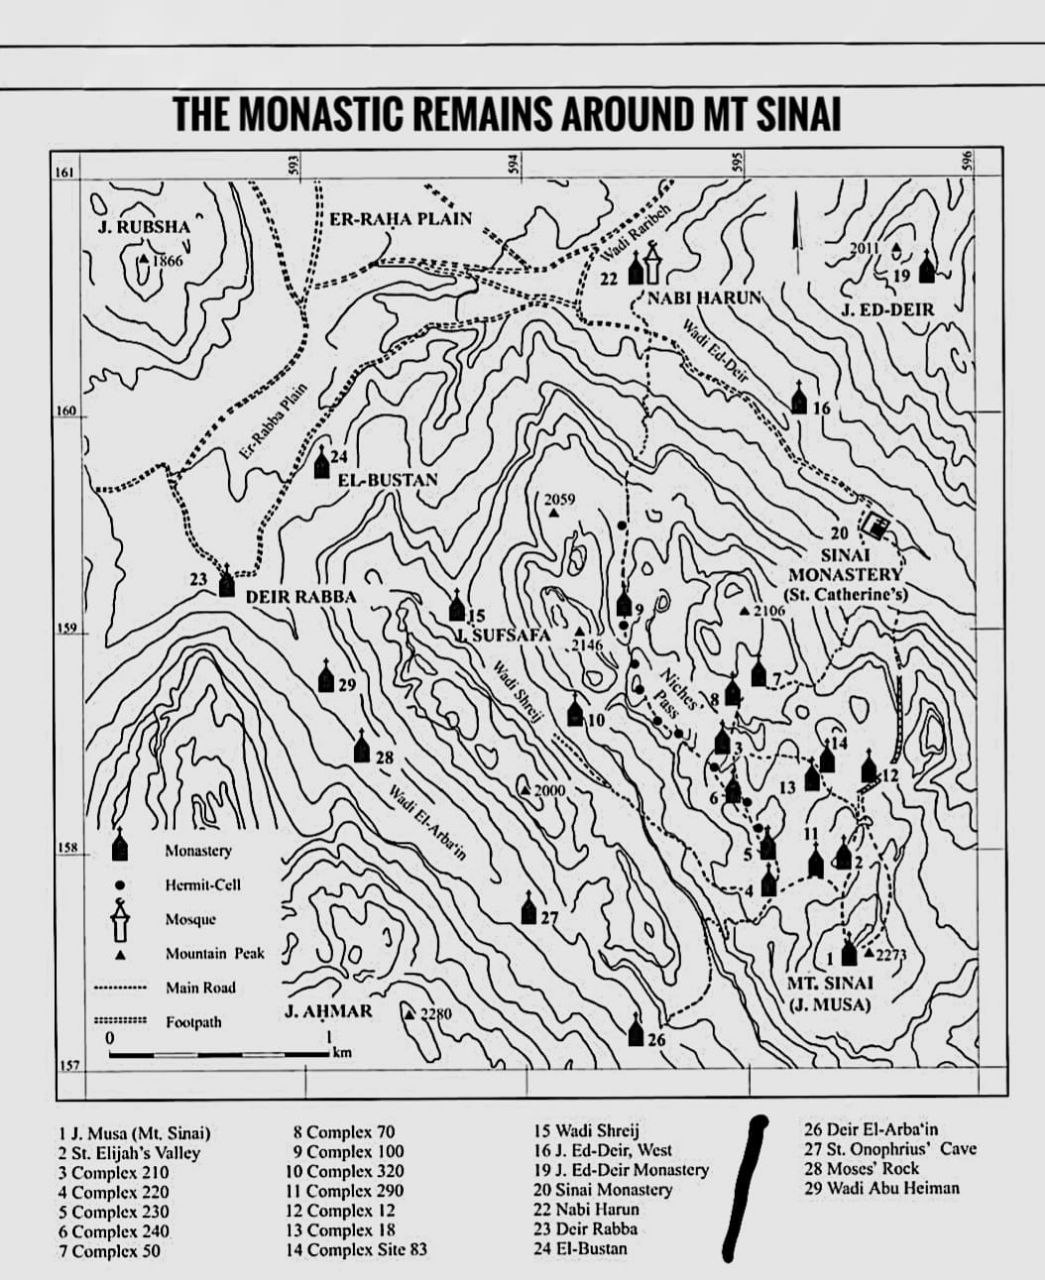 THE MONASTIC REMAINS AROUND MT SINAI
161
593
594
595
596
J. RUBSHA
1866
ER-RAHA PLAIN
Wadi Raribeh
22
NABI HARUN
2011
19
J. ED-DEIR
Wadi Ed-Deir
16
160
Er-Rabba Plain
24
EL-BUSTAN
2059
20
SINAI
MONASTERY
(St. Catherine's)
23
DEIR RABBA
15
J. SUFSAFA
9
2106
159
2146
29
Wadi Shreij
10
Niches'
Pass
8
7
28
3
14
13
12
2000
6
Wadi El-Arba'in
11
158
5
2
4
27
1
2273
MT. SINAI
(J. MUSA)
Monastery
Hermit-Cell
Mosque
Mountain Peak
Main Road
Footpath
0 1
km
J. AHMAR
2280
26
157
1 J. Musa (Mt. Sinai)
2 St. Elijah's Valley
3 Complex 210
4 Complex 220
5 Complex 230
6 Complex 240
7 Complex 50
8 Complex 70
9 Complex 100
10 Complex 320
11 Complex 290
12 Complex 12
13 Complex 18
14 Complex Site 83
15 Wadi Shreij
16 J. Ed-Deir, West
19 J. Ed-Deir Monastery
20 Sinai Monastery
22 Nabi Harun
23 Deir Rabba
24 El-Bustan
26 Deir El-Arba'in
27 St. Onophrius' Cave
28 Moses' Rock
29 Wadi Abu Heiman